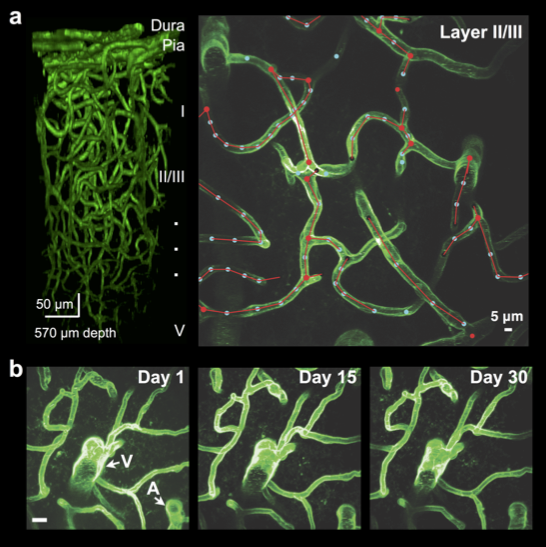 a
Dura
Pia
I
II/III
V
50 µm
570 µm depth
Layer II/III
5 µm
b
Day 1
V
A
Day 15
Day 30